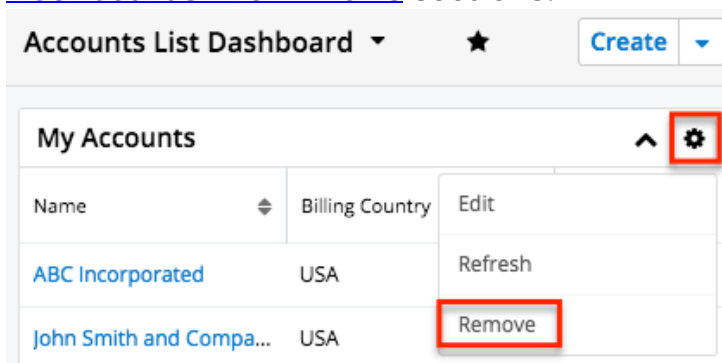 Accounts List Dashboard
Create
My Accounts
Name Billing Country Edit
ABC Incorporated USA Refresh
John Smith and Compa... USA Remove